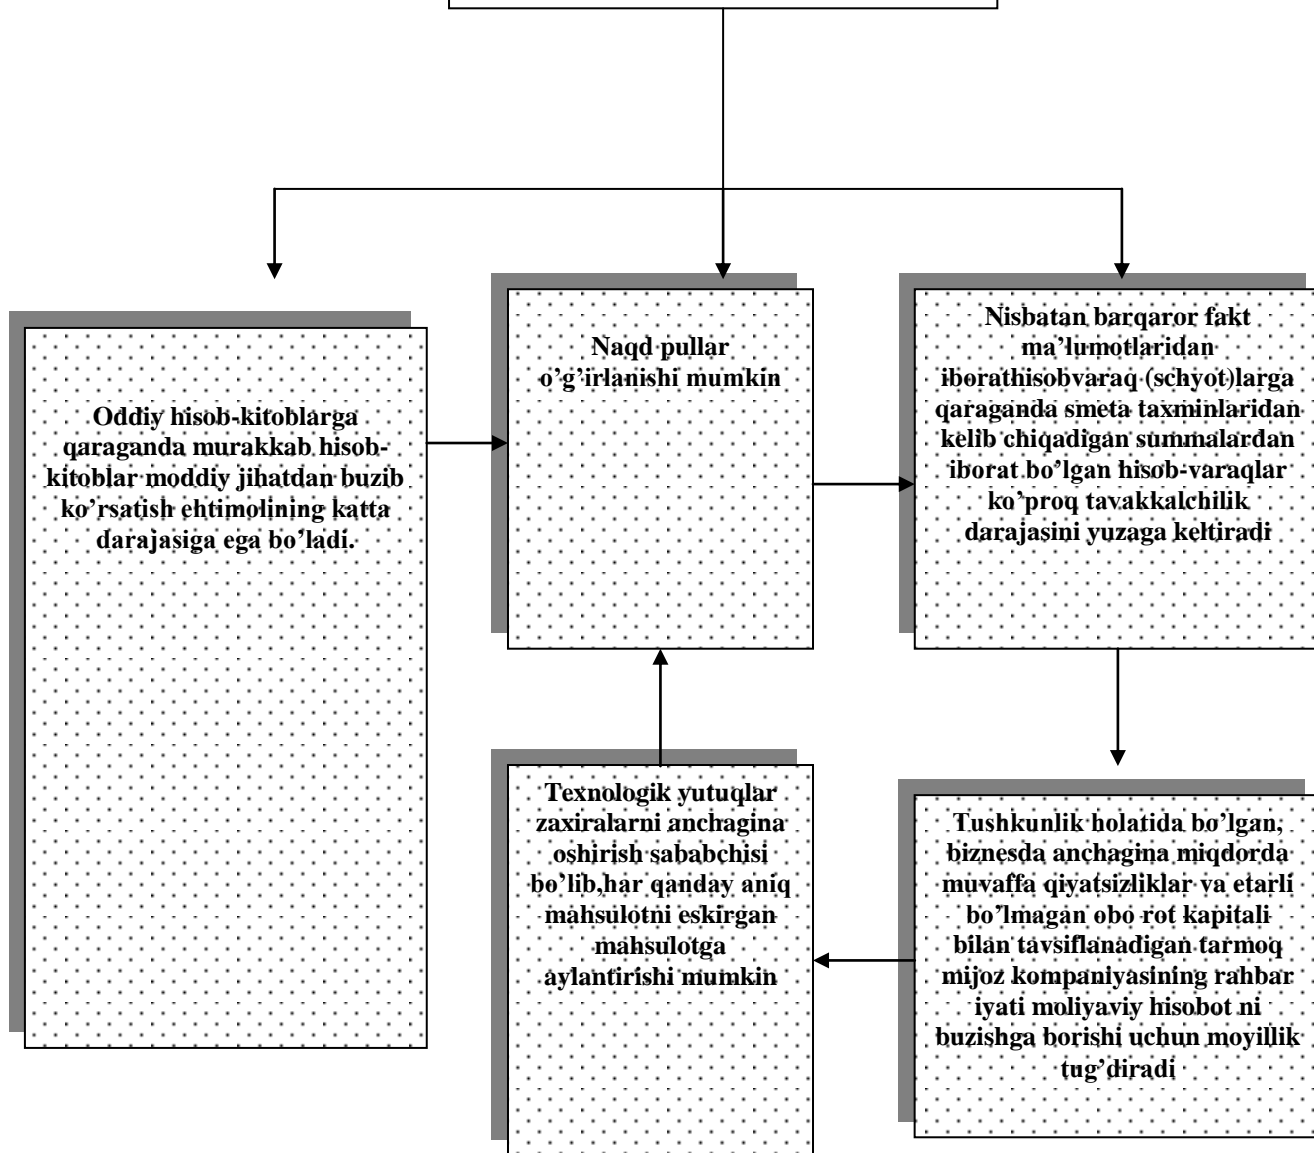 Oddiy hisob-kitoblarga
qaraganda murakkab hisob-
kitoblar moddiy jihatdan buzib
ko’rsatish ehtimolining katta
darajasiga ega bo’ladi.
Naqd pullar
o’g’irlanishi mumkin
Nisbatan barqaror fakt
ma’lumotlaridan
iborathisobvaraq (schyot)larga
qaraganda smeta taxminlaridan
kelib chiqadigan summalardan
iborat bo’lgan hisob-varaqlar
ko’proq tavakkalchilik
darajasini yuzaga keltiradi
Texnologik yutuqlar
zaxiralarni anchagina
oshirish sababchisi
bo’lib,har qanday aniq
mahsulotni eskirgan
mahsulotga
aylantirishi mumkin
Tushkunlik holatida bo’lgan,
biznesda anchagina miqdorda
muvaffa qiyatsizliklar va etarli
bo’lmagan obo rot kapitali
bilan tavsiflanadigan tarmoq
mijoz kompaniyasining rahbar
iyati moliyaviy hisobot ni
buzishga borishi uchun moyillik
tug’diradi